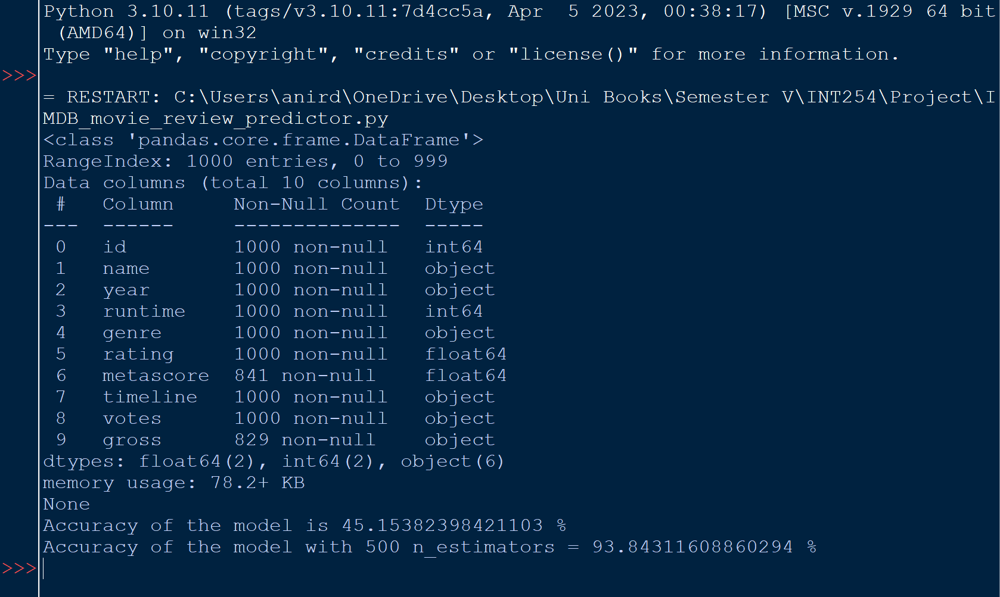 Python 3.10.11 (tags/v3.10.11:7d4cc5a, Apr  5 2023, 00:38:17) [MSC v.1929 64 bit
 (AMD64)] on win32
Type "help", "copyright", "credits" or "license()" for more information.
>>>
= RESTART: C:\Users\anird\OneDrive\Desktop\Uni Books\Semester V\INT254\Project\I
MDB_movie_review_predictor.py
<class 'pandas.core.frame.DataFrame'>
RangeIndex: 1000 entries, 0 to 999
Data columns (total 10 columns):
 #   Column     Non-Null Count  Dtype
---  ------     --------------  -----
 0   id         1000 non-null   int64
 1   name       1000 non-null   object
 2   year       1000 non-null   object
 3   runtime    1000 non-null   int64
 4   genre      1000 non-null   object
 5   rating     1000 non-null   float64
 6   metascore  841 non-null    float64
 7   timeline   1000 non-null   object
 8   votes      1000 non-null   object
 9   gross      829 non-null    object
dtypes: float64(2), int64(2), object(6)
memory usage: 78.2+ KB
None
Accuracy of the model is 45.15382398421103 %
Accuracy of the model with 500 n_estimators = 93.84311608860294 %
>>>